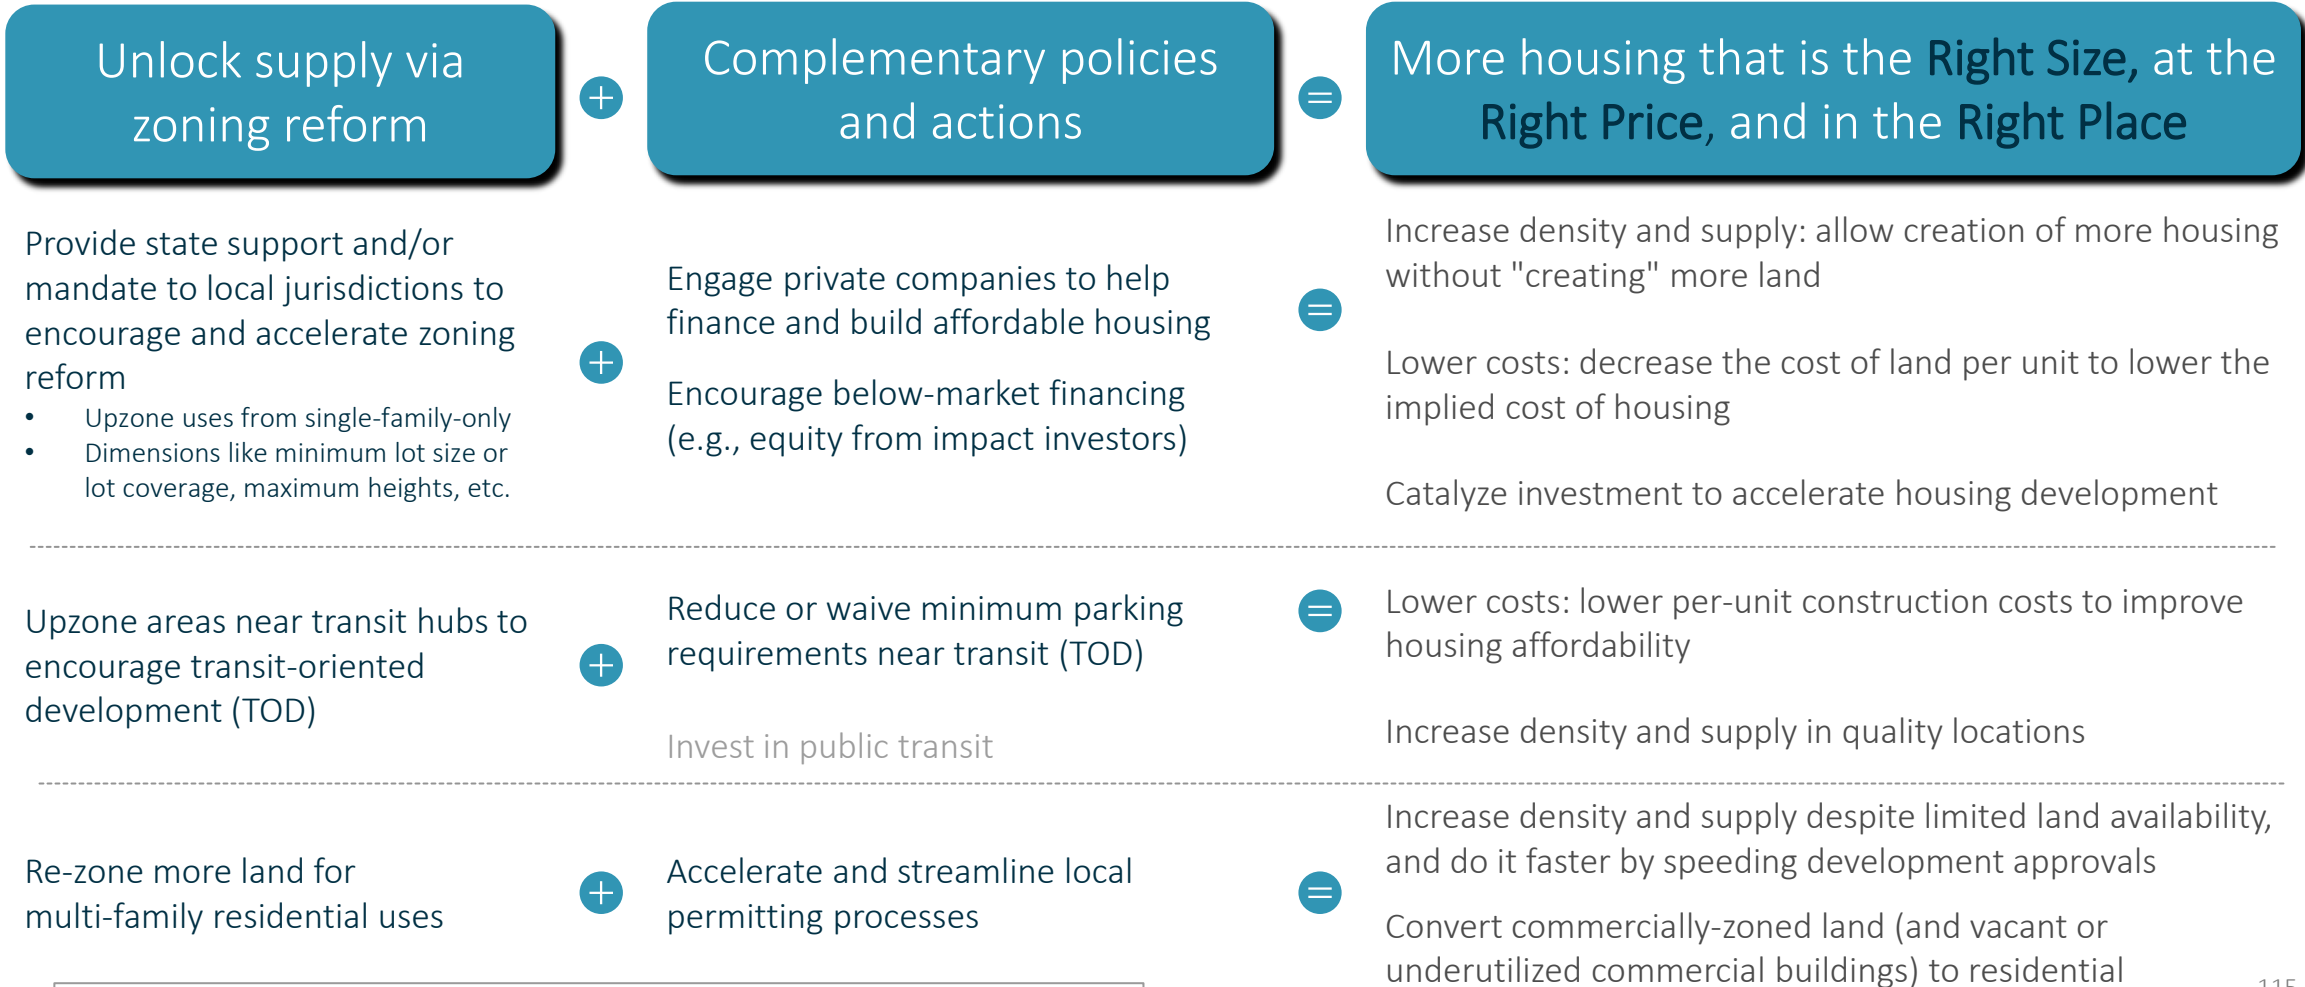 Unlock supply via
zoning reform
Complementary policies
and actions
More housing that is the Right Size, at the
Right Price, and in the Right Place
Provide state support and/or
mandate to local jurisdictions to
encourage and accelerate zoning
reform
• Upzone uses from single-family-only
• Dimensions like minimum lot size or
lot coverage, maximum heights, etc.
Engage private companies to help
finance and build affordable housing
Encourage below-market financing
(e.g., equity from impact investors)
Increase density and supply: allow creation of more housing
without "creating" more land
Lower costs: decrease the cost of land per unit to lower the
implied cost of housing
Catalyze investment to accelerate housing development
Upzone areas near transit hubs to
encourage transit-oriented
development (TOD)
Reduce or waive minimum parking
requirements near transit (TOD)
Invest in public transit
Lower costs: lower per-unit construction costs to improve
housing affordability
Increase density and supply in quality locations
Re-zone more land for
multi-family residential uses
Accelerate and streamline local
permitting processes
Increase density and supply despite limited land availability,
and do it faster by speeding development approvals
Convert commercially-zoned land (and vacant or
underutilized commercial buildings) to residential
115